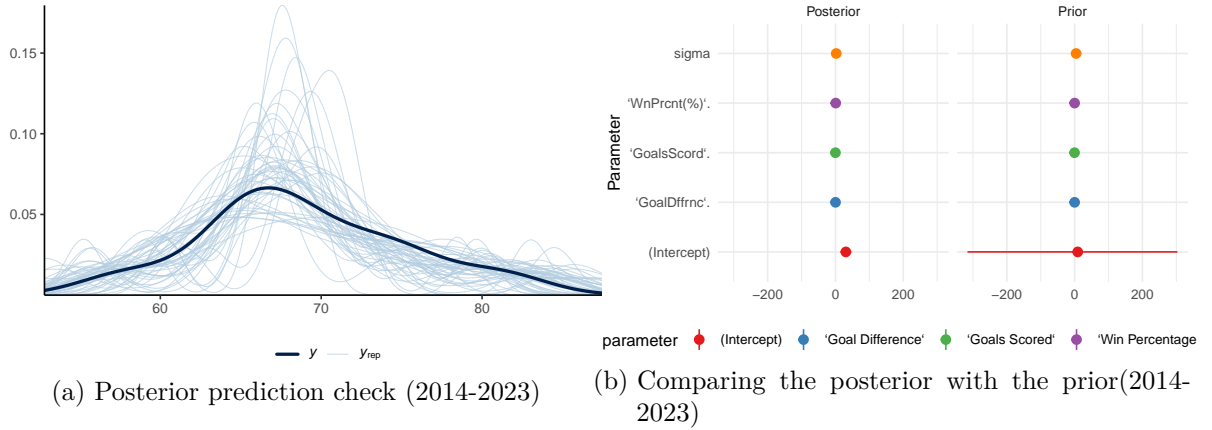 0.15
0.10
0.05
60 70 80
y yrep
(a) Posterior prediction check (2014-2023)
Posterior Prior
Parameter
sigma
‘WnPrcnt(%)‘.
‘GoalsScord‘.
‘GoalDffrnc‘.
(Intercept)
−200 0 200 −200 0 200
parameter (Intercept) ‘Goal Difference‘ ‘Goals Scored‘ ‘Win Percentage
(b) Comparing the posterior with the prior(2014-
2023)